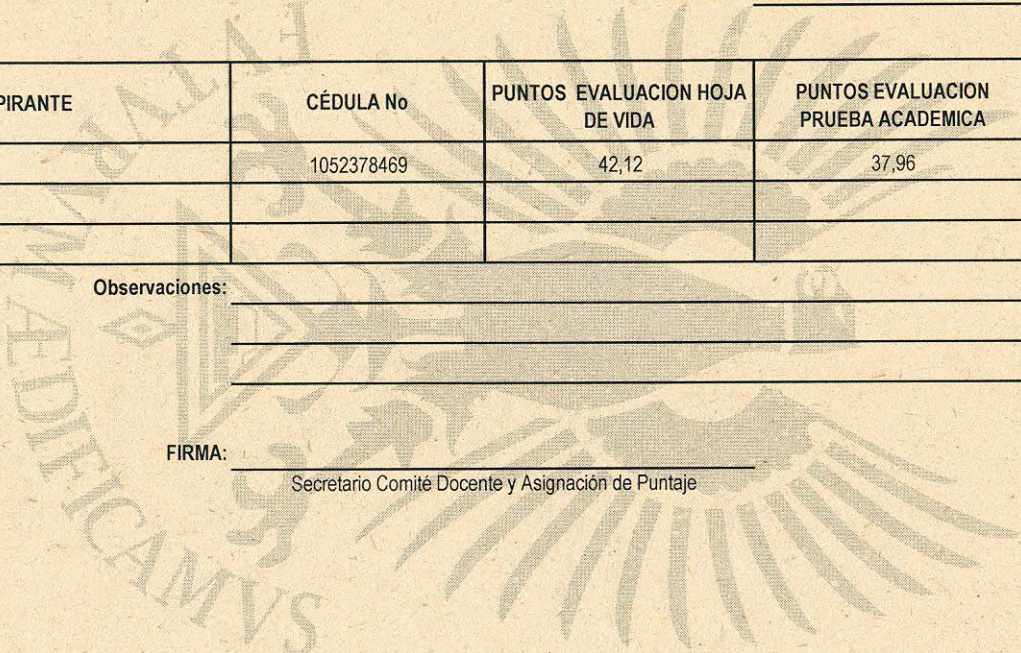 PIRANTE CÉDULA No PUNTOS EVALUACION HOJA DE VIDA PUNTOS EVALUACION PRUEBA ACADEMICA
1052378469 42,12 37,96
Observaciones:
FIRMA:
Secretario Comité Docente y Asignación de Puntaje
ÆDIFICAMVS